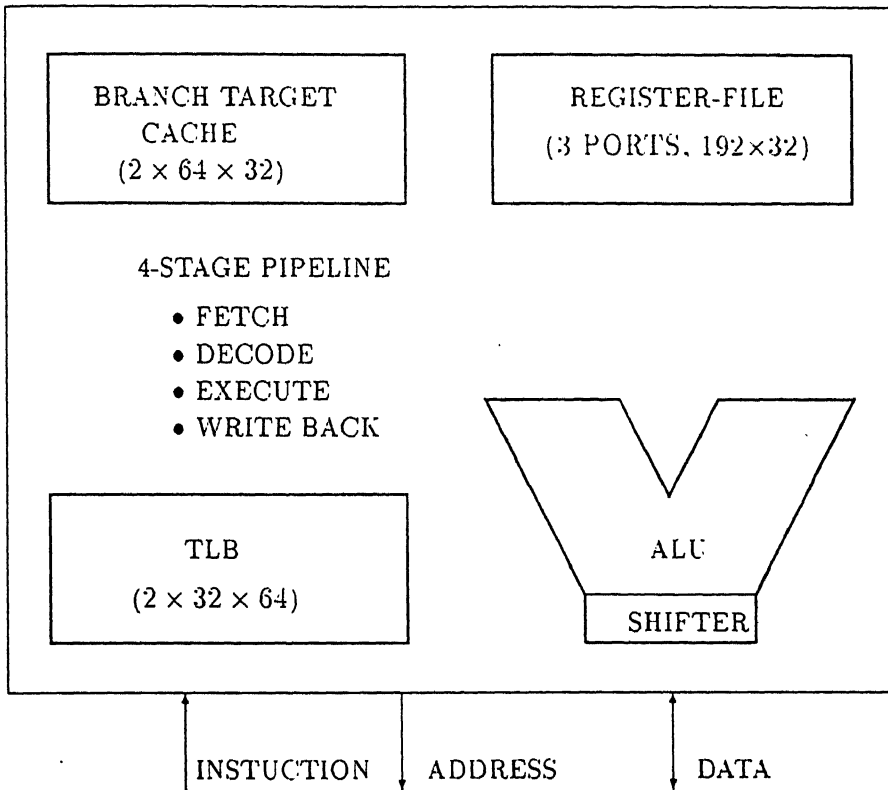 BRANCH TARGET
CACHE
(2 × 64 × 32)
REGISTER-FILE
(3 PORTS, 192×32)
4-STAGE PIPELINE
• FETCH
• DECODE
• EXECUTE
• WRITE BACK
TLB
(2 × 32 × 64)
ALU
SHIFTER
INSTUCTION
ADDRESS
DATA